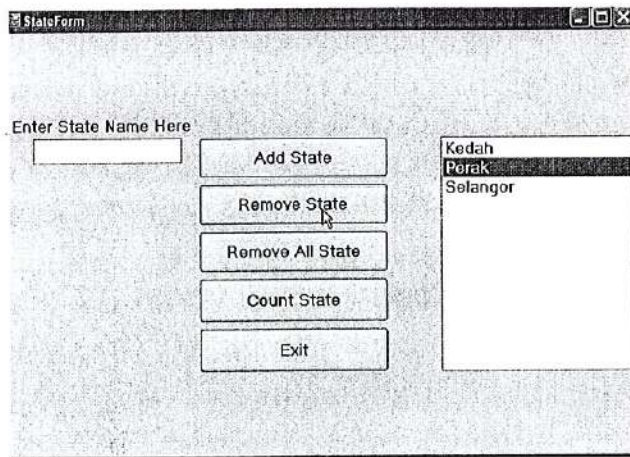 StateForm
Enter State Name Here
Add State
Remove State
Remove All State
Count State
Exit
Kedah
Perak
Selangor